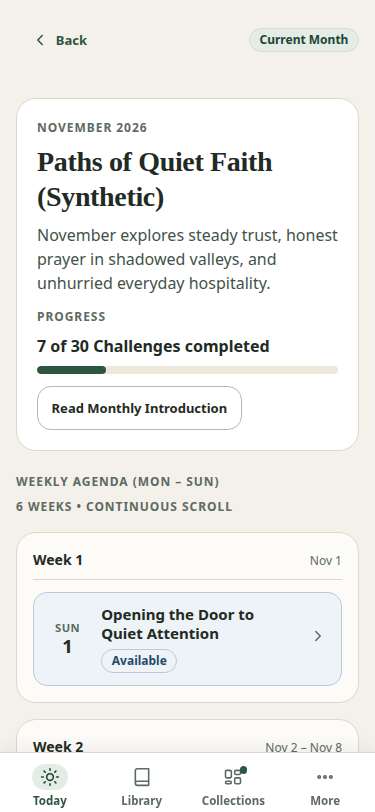 Back
Current Month
NOVEMBER 2026
Paths of Quiet Faith
(Synthetic)
November explores steady trust, honest
prayer in shadowed valleys, and
unhurried everyday hospitality.
PROGRESS
7 of 30 Challenges completed
Read Monthly Introduction
WEEKLY AGENDA (MON – SUN)
6 WEEKS • CONTINUOUS SCROLL
Week 1
Nov 1
SUN
1
Opening the Door to
Quiet Attention
Available
Week 2
Nov 2 – Nov 8
Today
Library
Collections
More